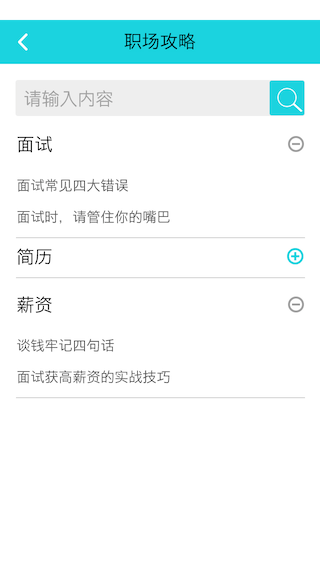 职场攻略
请输入内容
面试
面试常见四大错误
面试时，请管住你的嘴巴
简历
薪资
谈钱牢记四句话
面试获高薪资的实战技巧